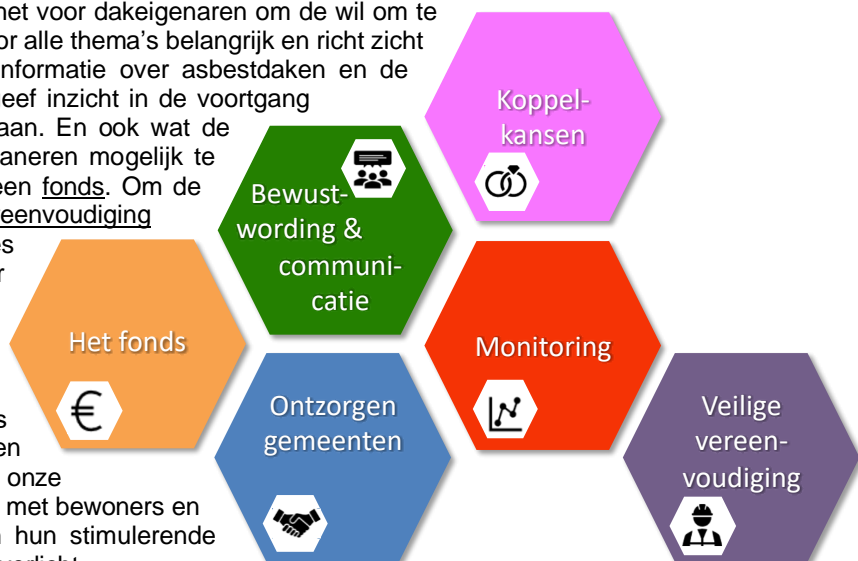 net voor dakeigenaren om de wil om te
or alle thema's belangrijk en richt zicht
nformatie over asbestdaken en de
eef inzicht in de voortgang
aan. En ook wat de
aneren mogelijk te
een fonds. Om de
eenvoudiging
es
r
s
en
onze
met bewoners en
hun stimulerende
Koppel-
kansen
Bewust-
wording &
communi-
catie
Het fonds
€
Monitoring
Ontzorgen
gemeenten
Veilige
vereen-
voudiging